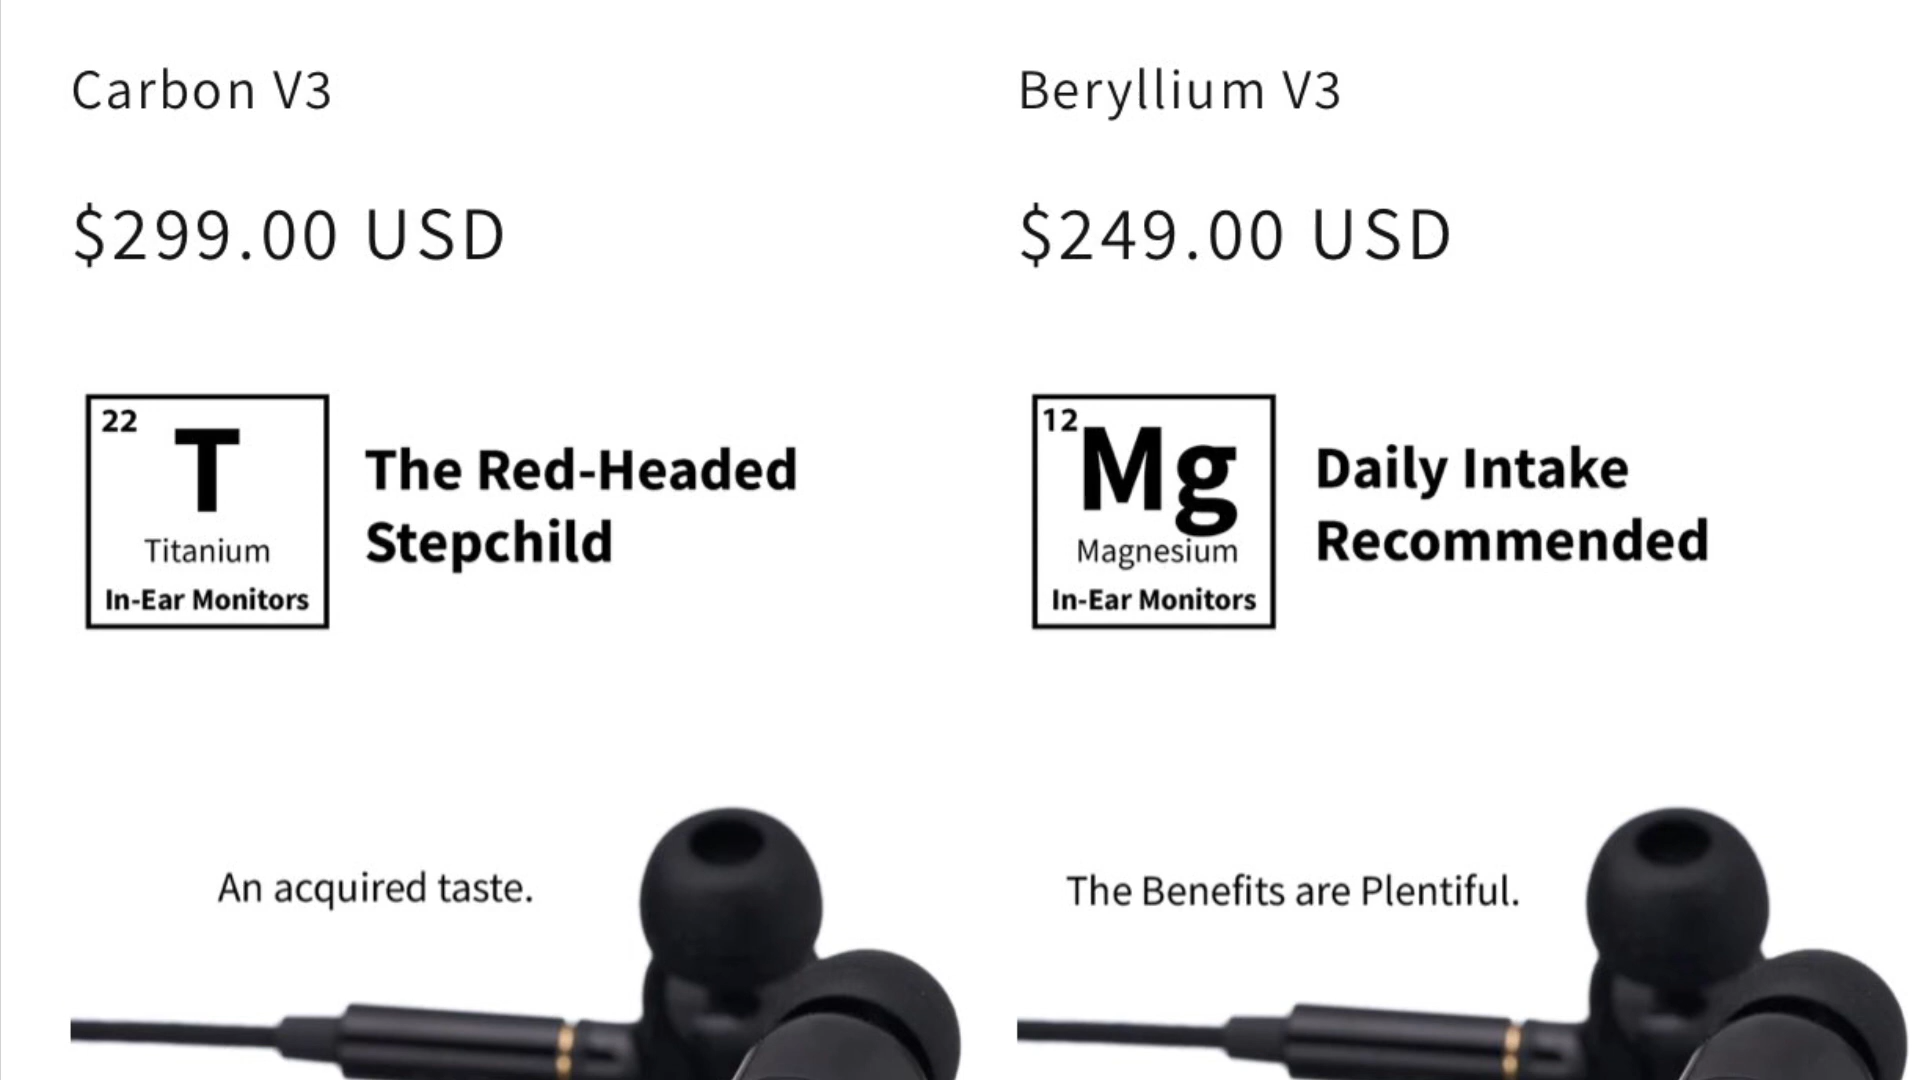 Carbon V3
$299.00 USD
22
T
Titanium
In-Ear Monitors
The Red-Headed
Stepchild
An acquired taste.
Beryllium V3
$249.00 USD
12
Mg
Magnesium
In-Ear Monitors
Daily Intake
Recommended
The Benefits are Plentiful.